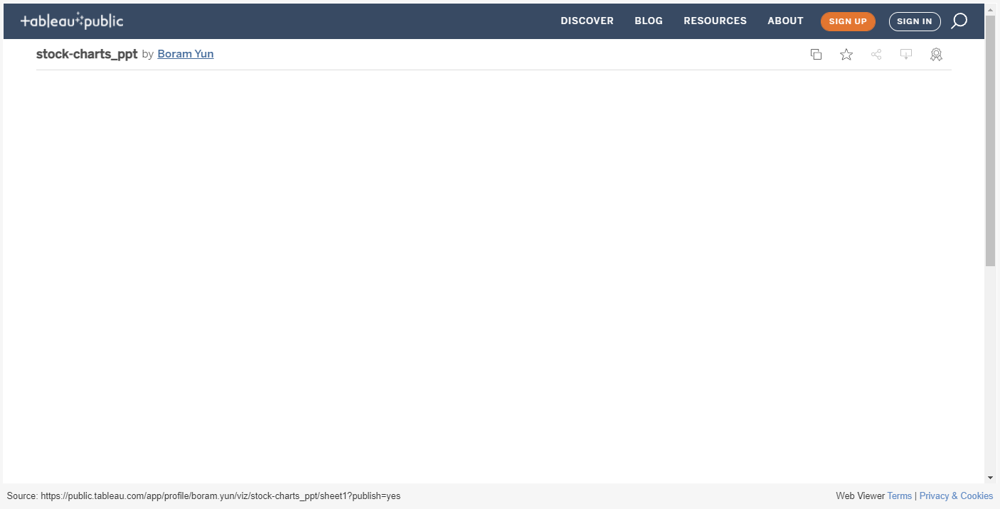 tableau public DISCOVER BLOG RESOURCES ABOUT SIGN UP SIGN IN
stock-charts_ppt by Boram Yun
Source: https://public.tableau.com/app/profile/boram.yun/viz/stock-charts_ppt/sheet1?publish=yes Web Viewer Terms | Privacy & Cookies